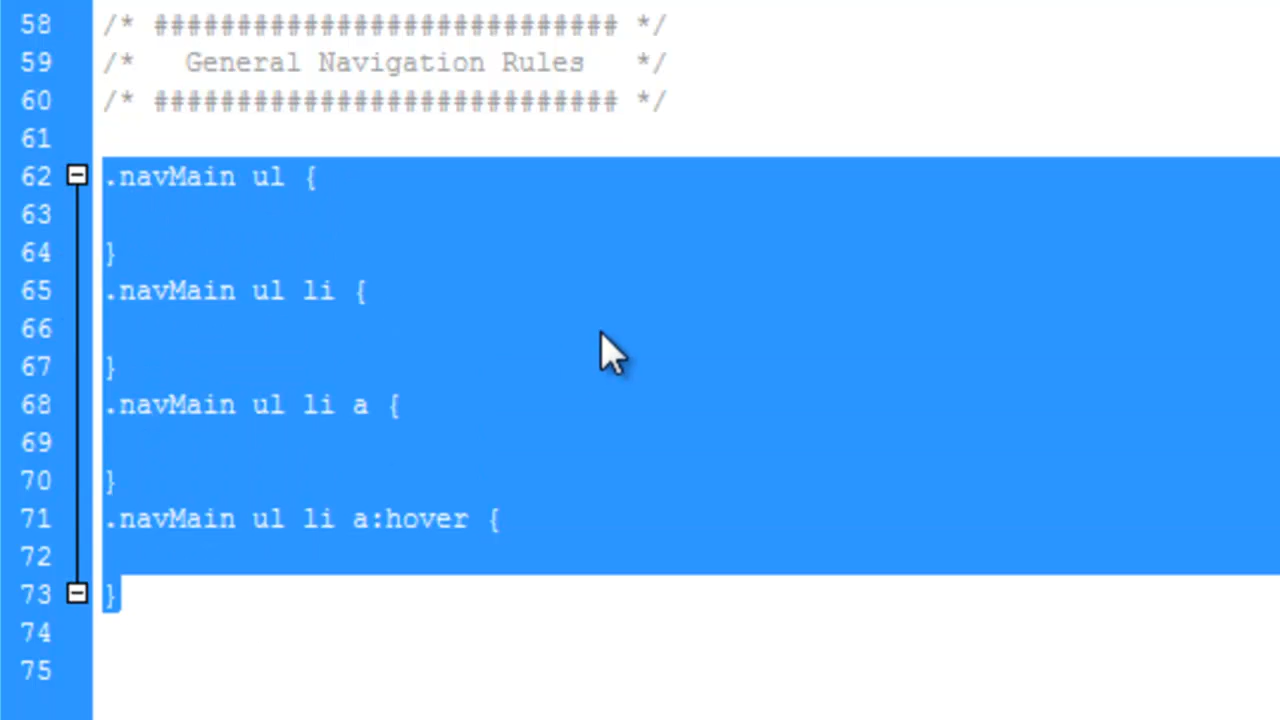 58 /* ############################ */
59 /*   General Navigation Rules   */
60 /* ############################ */
61
62 .navMain ul {
63
64 }
65 .navMain ul li {
66
67 }
68 .navMain ul li a {
69
70 }
71 .navMain ul li a:hover {
72
73 }
74
75